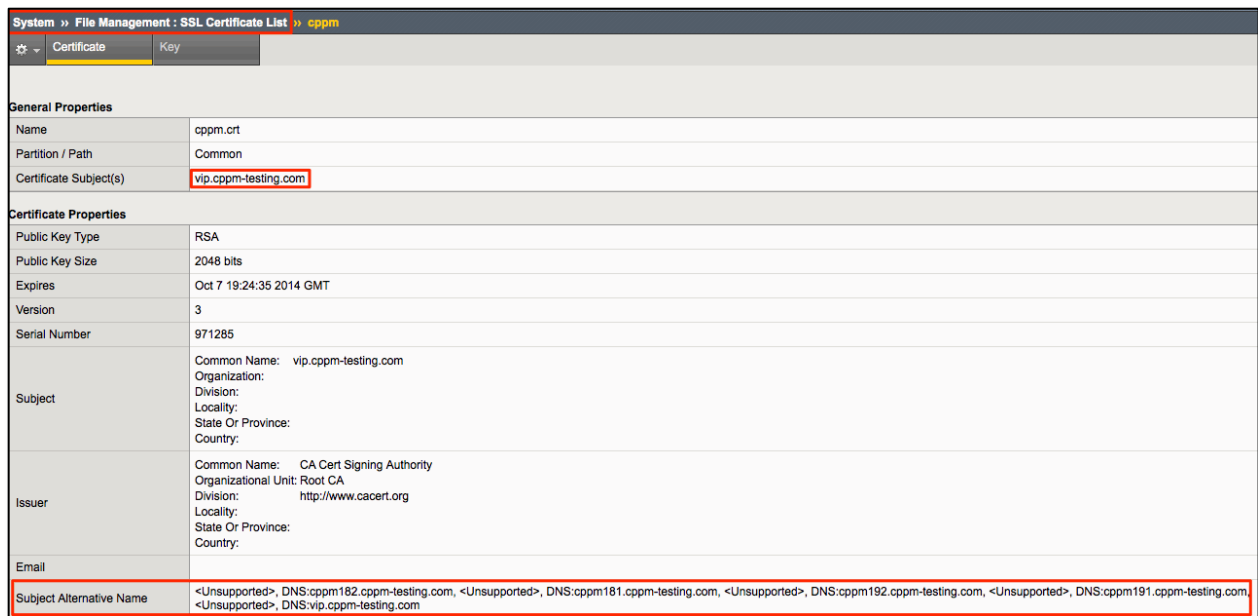 System » File Management : SSL Certificate List » cppm
Certificate Key
General Properties
Name cppm.crt
Partition / Path Common
Certificate Subject(s) vip.cppm-testing.com
Certificate Properties
Public Key Type RSA
Public Key Size 2048 bits
Expires Oct 7 19:24:35 2014 GMT
Version 3
Serial Number 971285
Subject
Common Name: vip.cppm-testing.com
Organization:
Division:
Locality:
State Or Province:
Country:
Issuer
Common Name: CA Cert Signing Authority
Organizational Unit: Root CA
Division: http://www.cacert.org
Locality:
State Or Province:
Country:
Email
Subject Alternative Name
<Unsupported>, DNS:cppm182.cppm-testing.com, <Unsupported>, DNS:cppm181.cppm-testing.com, <Unsupported>, DNS:cppm192.cppm-testing.com, <Unsupported>, DNS:cppm191.cppm-testing.com,
<Unsupported>, DNS:vip.cppm-testing.com